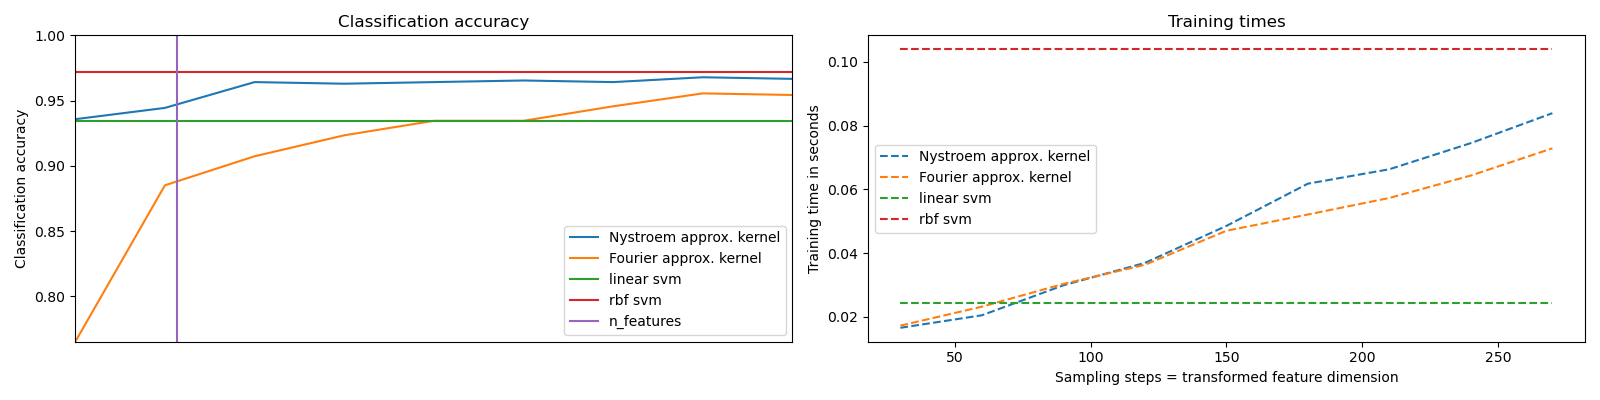 Classification accuracy
Classification accuracy
1.00
0.95
0.90
0.85
0.80
Nystroem approx. kernel
Fourier approx. kernel
linear svm
rbf svm
n_features
Training times
Training time in seconds
0.10
0.08
0.06
0.04
0.02
Nystroem approx. kernel
Fourier approx. kernel
linear svm
rbf svm
50 100 150 200 250
Sampling steps = transformed feature dimension